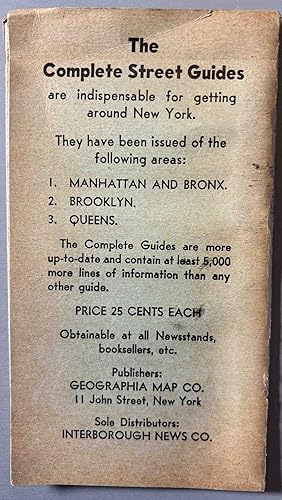 The
Complete Street Guides
are indispensable for getting
around New York.
They have been issued of the
following areas:
1. MANHATTAN AND BRONX.
2. BROOKLYN.
3. QUEENS.
The Complete Guides are more
up-to-date and contain at least 5,000
more lines of information than any
other guide.
PRICE 25 CENTS EACH
Obtainable at all Newsstands,
booksellers, etc.
Publishers:
GEOGRAPHIA MAP CO.
11 John Street, New York
Sole Distributors:
INTERBOROUGH NEWS CO.